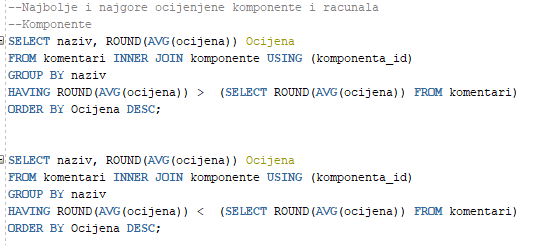 --Najbolje i najgore ocijenjene komponente i racunala
--Komponente
SELECT naziv, ROUND(AVG(ocijena)) Ocijena
FROM komentari INNER JOIN komponente USING (komponenta_id)
GROUP BY naziv
HAVING ROUND(AVG(ocijena)) > (SELECT ROUND(AVG(ocijena)) FROM komentari)
ORDER BY Ocijena DESC;
SELECT naziv, ROUND(AVG(ocijena)) Ocijena
FROM komentari INNER JOIN komponente USING (komponenta_id)
GROUP BY naziv
HAVING ROUND(AVG(ocijena)) < (SELECT ROUND(AVG(ocijena)) FROM komentari)
ORDER BY Ocijena DESC;